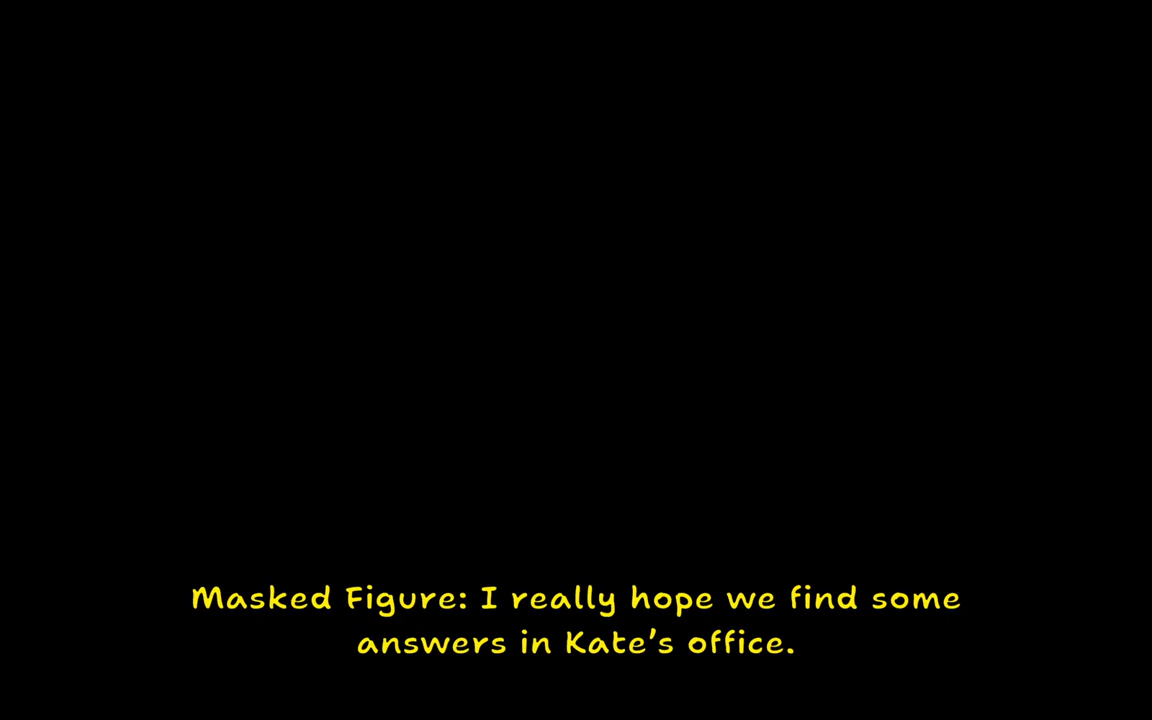 Masked Figure: I really hope we find some
answers in Kate’s office.